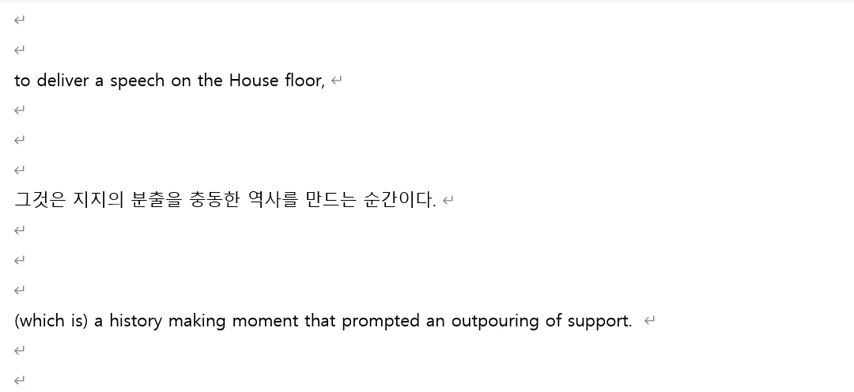 to deliver a speech on the House floor,
그것은 지지의 분출을 충동한 역사를 만드는 순간이다.
(which is) a history making moment that prompted an outpouring of support.